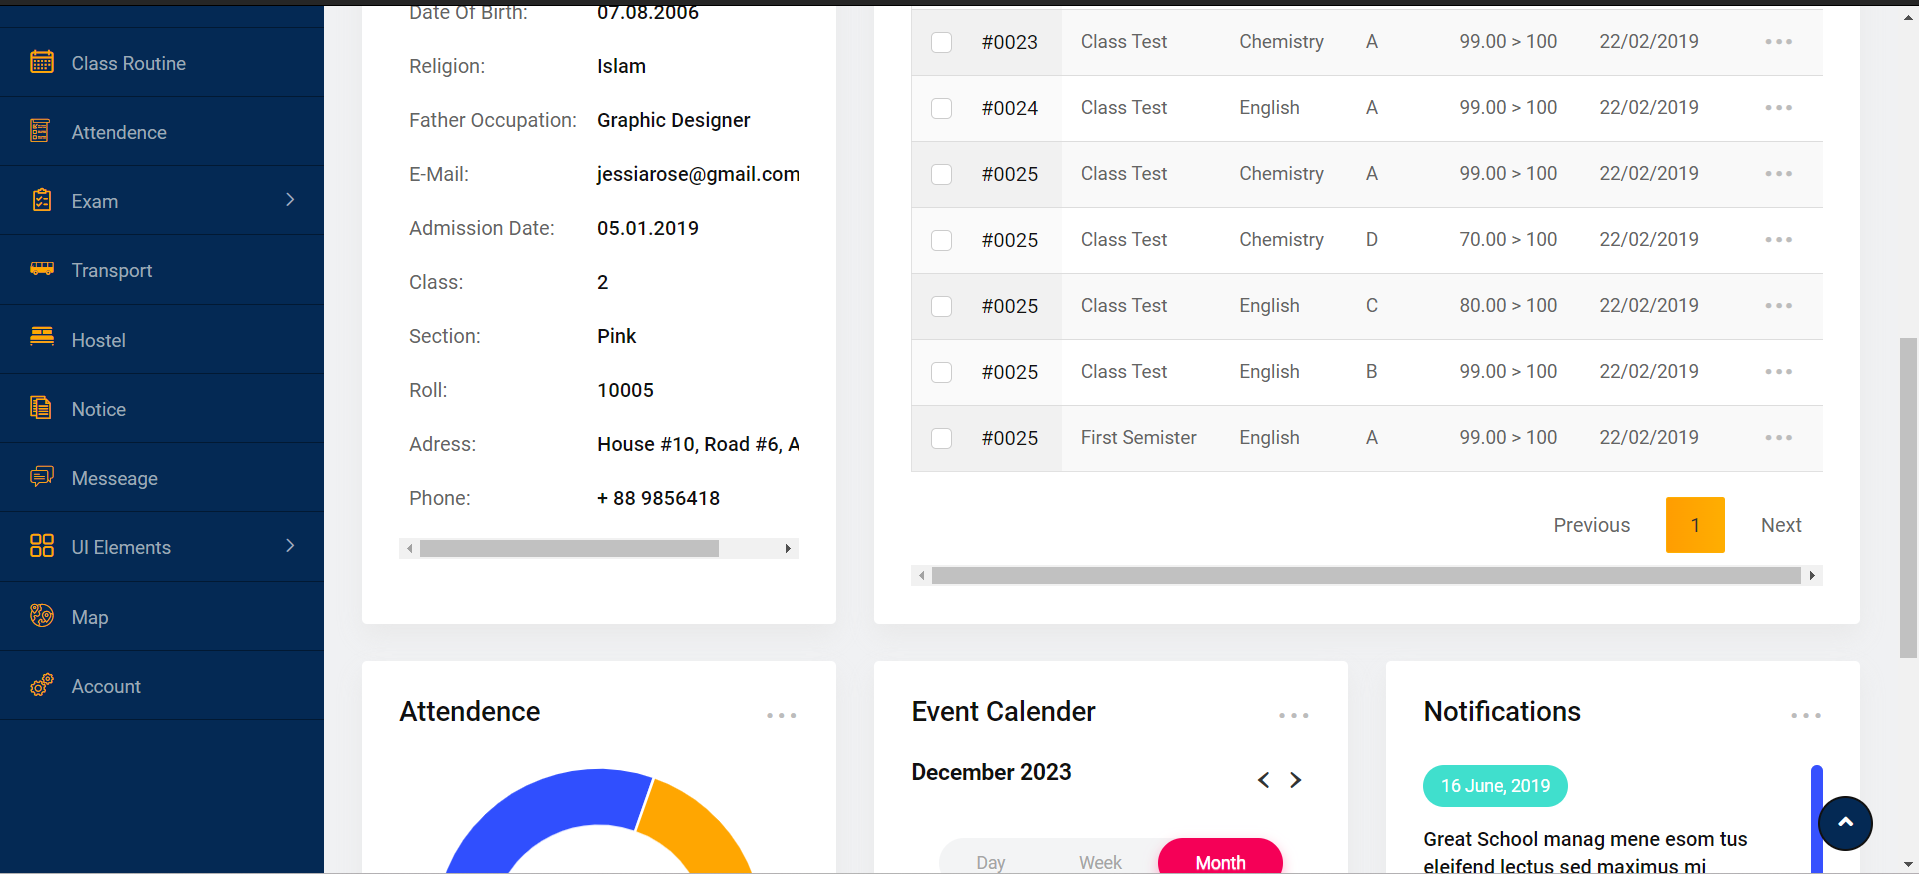 Class Routine
Attendence
Exam
Transport
Hostel
Notice
Messeage
UI Elements
Map
Account
Date Of Birth: 07.08.2006
Religion: Islam
Father Occupation: Graphic Designer
E-Mail: jessiarose@gmail.com
Admission Date: 05.01.2019
Class: 2
Section: Pink
Roll: 10005
Adress: House #10, Road #6, A
Phone: + 88 9856418
#0023 Class Test Chemistry A 99.00 > 100 22/02/2019
#0024 Class Test English A 99.00 > 100 22/02/2019
#0025 Class Test Chemistry A 99.00 > 100 22/02/2019
#0025 Class Test Chemistry D 70.00 > 100 22/02/2019
#0025 Class Test English C 80.00 > 100 22/02/2019
#0025 Class Test English B 99.00 > 100 22/02/2019
#0025 First Semister English A 99.00 > 100 22/02/2019
Previous 1 Next
Attendence
Event Calender
December 2023
Day Week Month
Notifications
16 June, 2019
Great School manag mene esom tus
eleifend lectus sed maximus mi